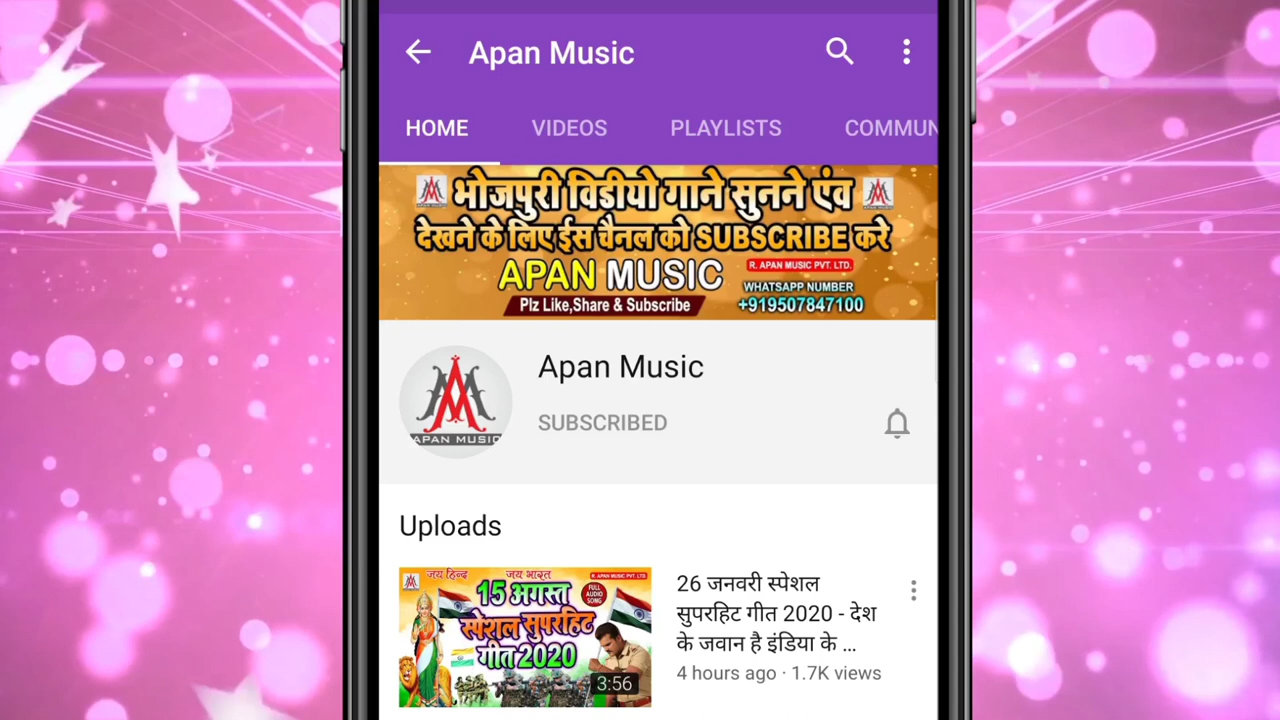 Apan Music
HOME VIDEOS PLAYLISTS COMMUN
भोजपुरी विडीयो गाने सुनने एंव
देखने के लिए ईस चैनल को SUBSCRIBE करे
APAN MUSIC
R. APAN MUSIC PVT. LTD.
WHATSAPP NUMBER
Plz Like,Share & Subscribe
+919507847100
APAN MUSIC
Apan Music
SUBSCRIBED
Uploads
जय हिन्द जय भारत
R. APAN MUSIC PVT. LTD
15 अगस्त
FULL
AUDIO
SONG
स्पेशल सुपरहिट
गीत 2020
3:56
26 जनवरी स्पेशल
सुपरहिट गीत 2020 - देश
के जवान है इंडिया के ...
4 hours ago · 1.7K views